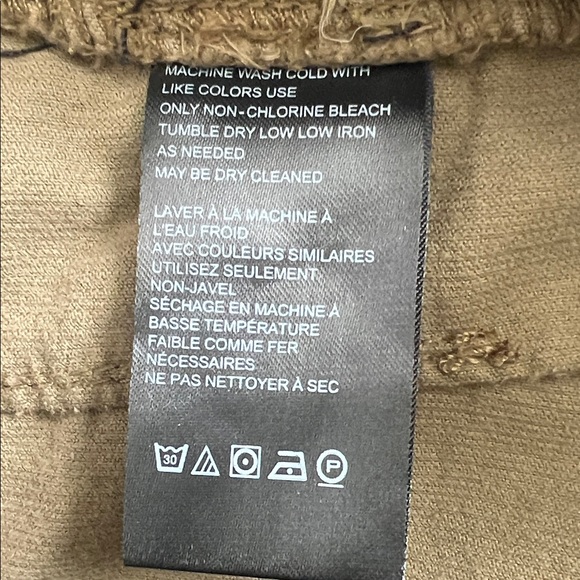 MACHINE WASH COLD WITH
LIKE COLORS USE
ONLY NON-CHLORINE BLEACH
TUMBLE DRY LOW LOW IRON
AS NEEDED
MAY BE DRY CLEANED
LAVER À LA MACHINE À
L'EAU FROID
AVEC COULEURS SIMILAIRES
UTILISEZ SEULEMENT
NON-JAVEL
SÉCHAGE EN MACHINE À
BASSE TEMPÉRATURE
FAIBLE COMME FER
NÉCESSAIRES
NE PAS NETTOYER À SEC
30 P